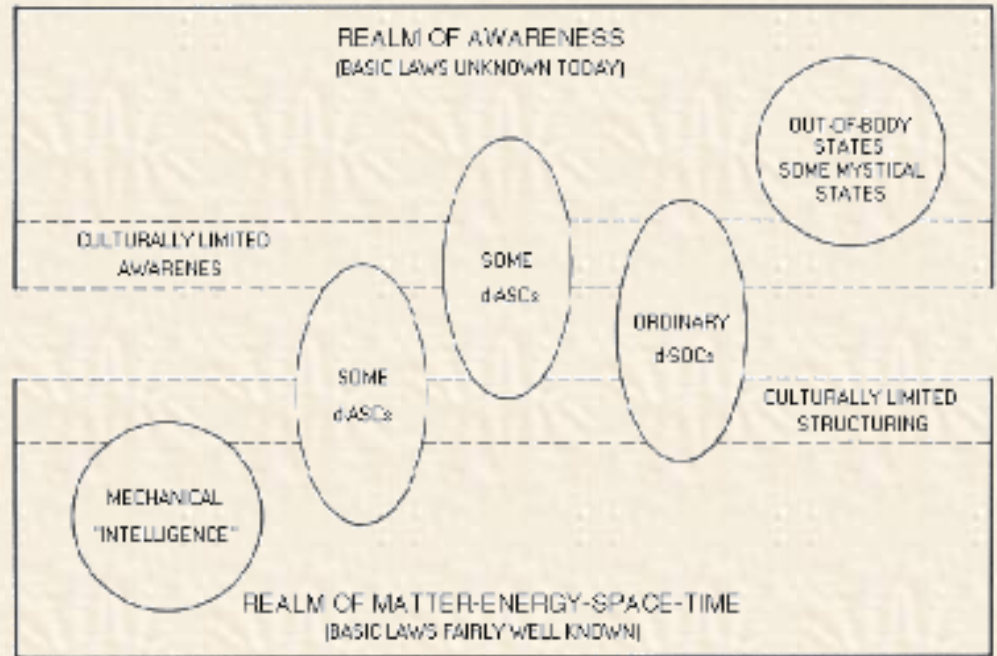 REALM OF AWARENESS
(BASIC LAWS UNKNOWN TODAY)
OUT-OF-BODY
STATES
SOME MYSTICAL
STATES
CULTURALLY LIMITED
AWARENES
SOME
d-ASCs
ORDINARY
d-SOCs
SOME
d-ASCs
CULTURALLY LIMITED
STRUCTURING
MECHANICAL
"INTELLIGENCE"
REALM OF MATTER-ENERGY-SPACE-TIME
(BASIC LAWS FAIRLY WELL KNOWN)